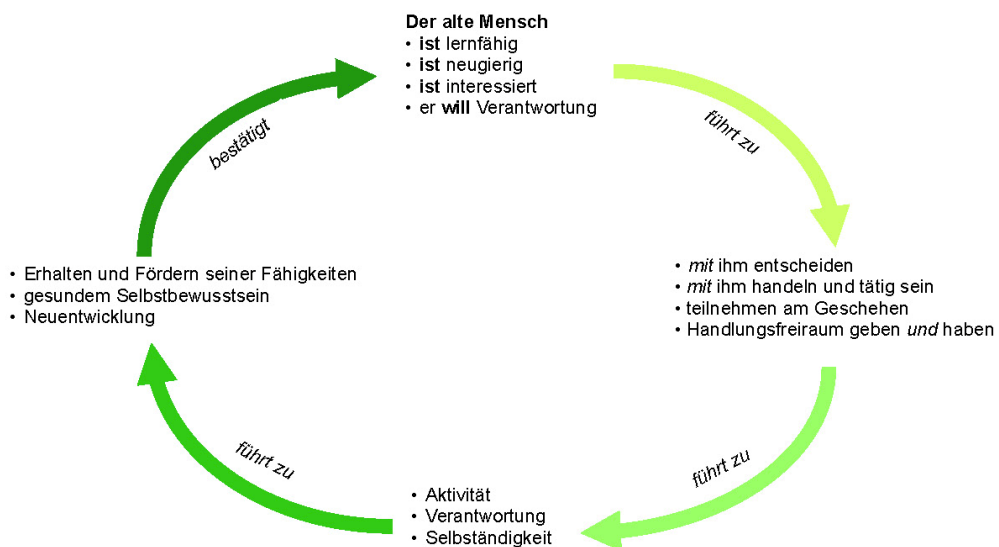 Der alte Mensch
• ist lernfähig
• ist neugierig
• ist interessiert
• er will Verantwortung
führt zu
• mit ihm entscheiden
• mit ihm handeln und tätig sein
• teilnehmen am Geschehen
• Handlungsfreiraum geben und haben
führt zu
• Aktivität
• Verantwortung
• Selbständigkeit
führt zu
• Erhalten und Fördern seiner Fähigkeiten
• gesundem Selbstbewusstsein
• Neuentwicklung
bestätigt